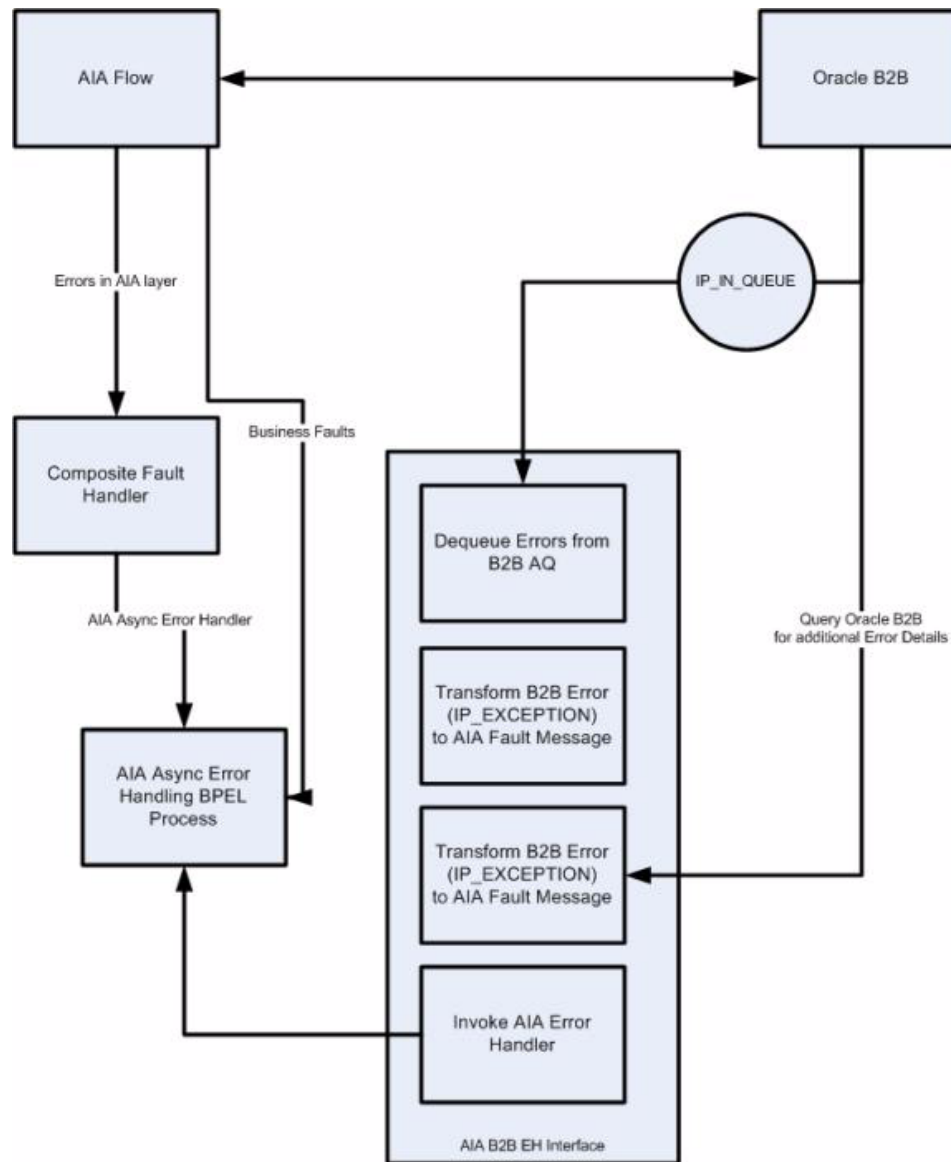 AIA Flow
Oracle B2B
IP_IN_QUEUE
Errors in AIA layer
Business Faults
Composite Fault
Handler
Dequeue Errors from
B2B AQ
AIA Async Error Handler
Query Oracle B2B
for additional Error Details
Transform B2B Error
(IP_EXCEPTION)
to AIA Fault Message
AIA Async Error
Handling BPEL
Process
Transform B2B Error
(IP_EXCEPTION)
to AIA Fault Message
Invoke AIA Error
Handler
AIA B2B EH Interface